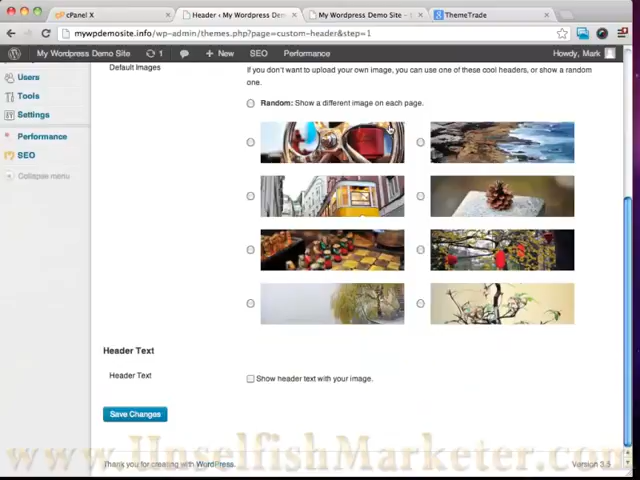 cPanel X
Header ‹ My Wordpress Dem
My Wordpress Demo Site –
ThemeTrade
mywpdemosite.info/wp-admin/themes.php?page=custom-header&step=1
My Wordpress Demo Site
1
+ New
SEO
Performance
Howdy, Mark
Users
Tools
Settings
Performance
SEO
Collapse menu
Default Images
If you don't want to upload your own image, you can use one of these cool headers, or show a random
one.
Random: Show a different image on each page.
Header Text
Header Text
Show header text with your image.
Save Changes
www.UnselfishMarketer.com
Thank you for creating with WordPress.
Version 3.5